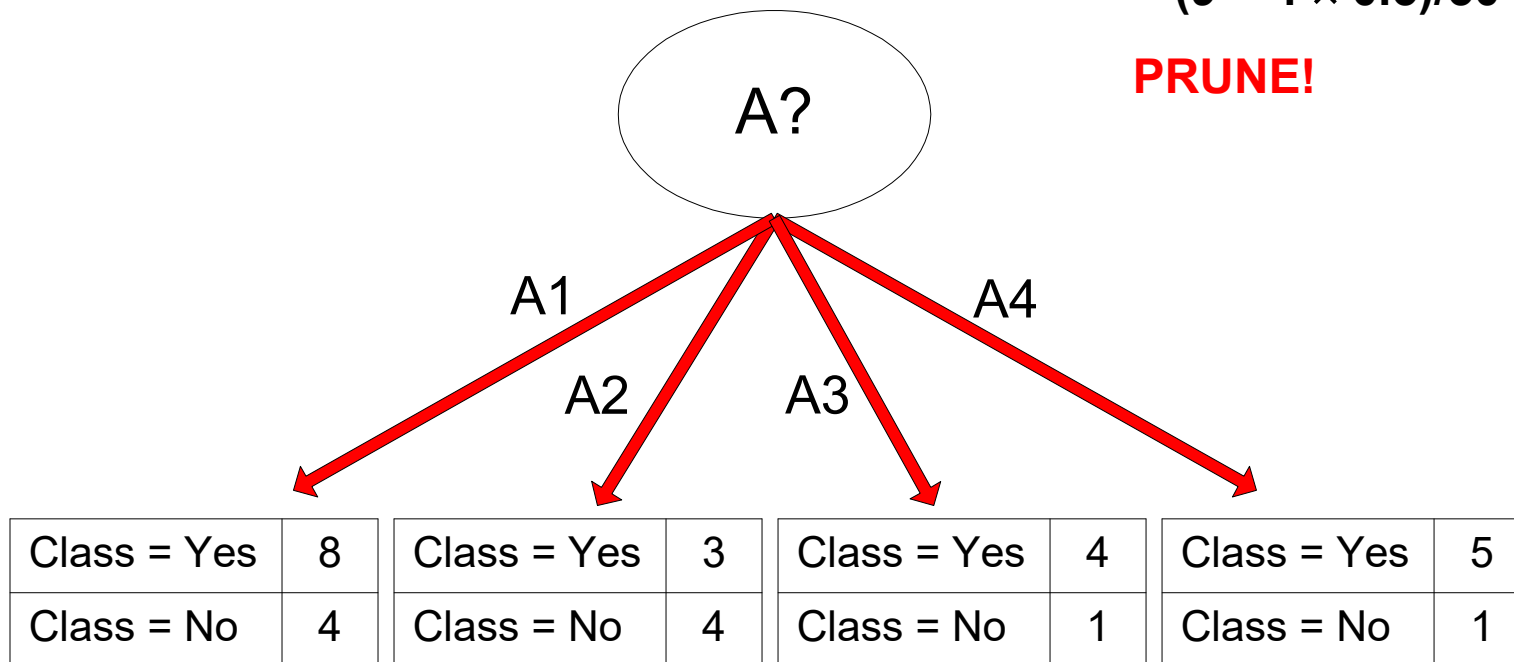 PRUNE!
A?
A1
A4
A2
A3
Class = Yes 8 Class = Yes 3 Class = Yes 4 Class = Yes 5
Class = No 4 Class = No 4 Class = No 1 Class = No 1